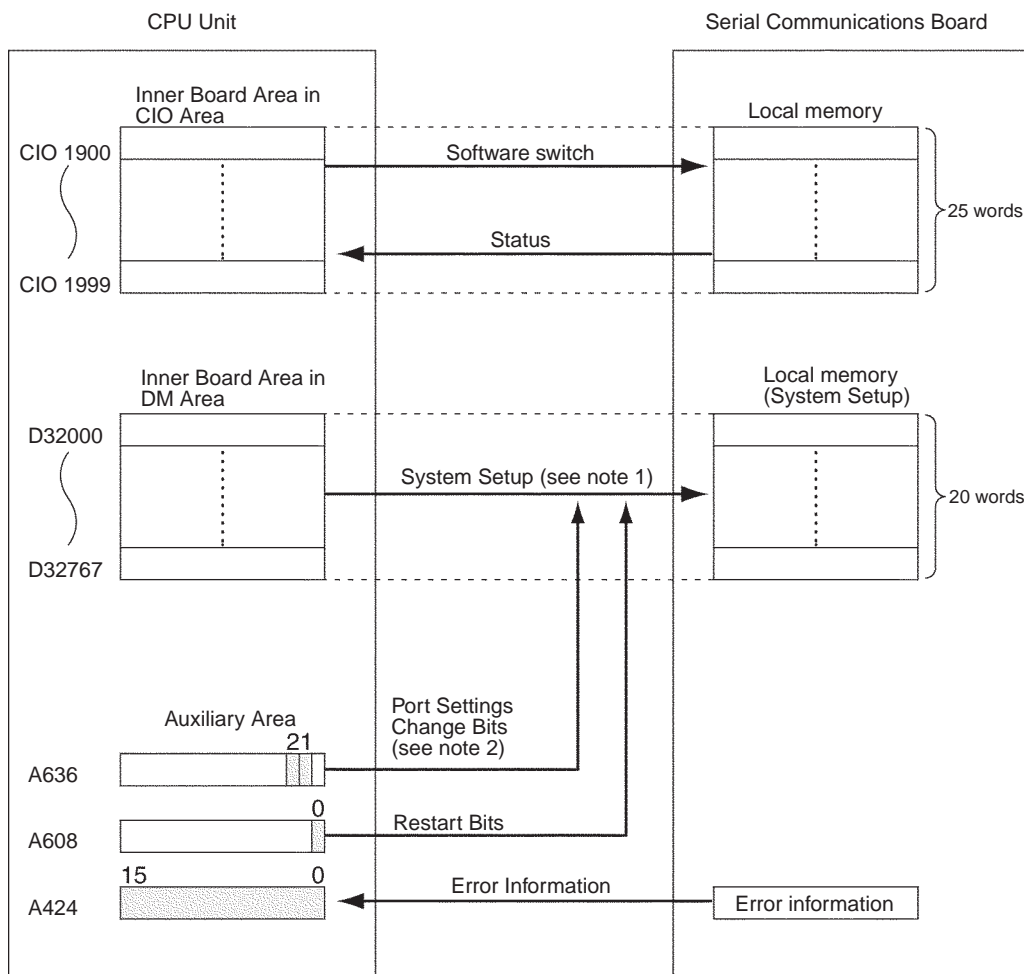 CPU Unit
Serial Communications Board
Inner Board Area in
CIO Area
Local memory
CIO 1900
Software switch
25 words
Status
CIO 1999
Inner Board Area in
DM Area
Local memory
(System Setup)
D32000
System Setup (see note 1)
20 words
D32767
Auxiliary Area
Port Settings
Change Bits
(see note 2)
21
A636
0
A608
Restart Bits
15
0
A424
Error Information
Error information